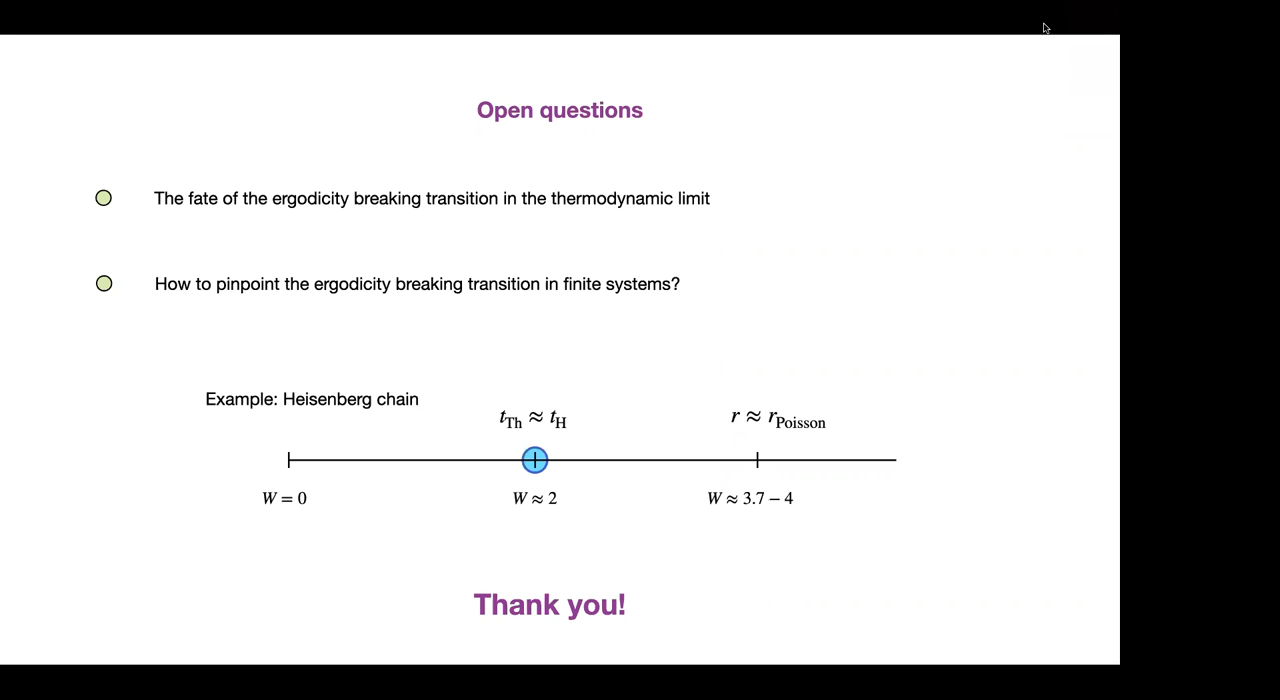 Open questions
The fate of the ergodicity breaking transition in the thermodynamic limit
How to pinpoint the ergodicity breaking transition in finite systems?
Example: Heisenberg chain
t_Th ≈ t_H
r ≈ r_Poisson
W = 0
W ≈ 2
W ≈ 3.7 – 4
Thank you!